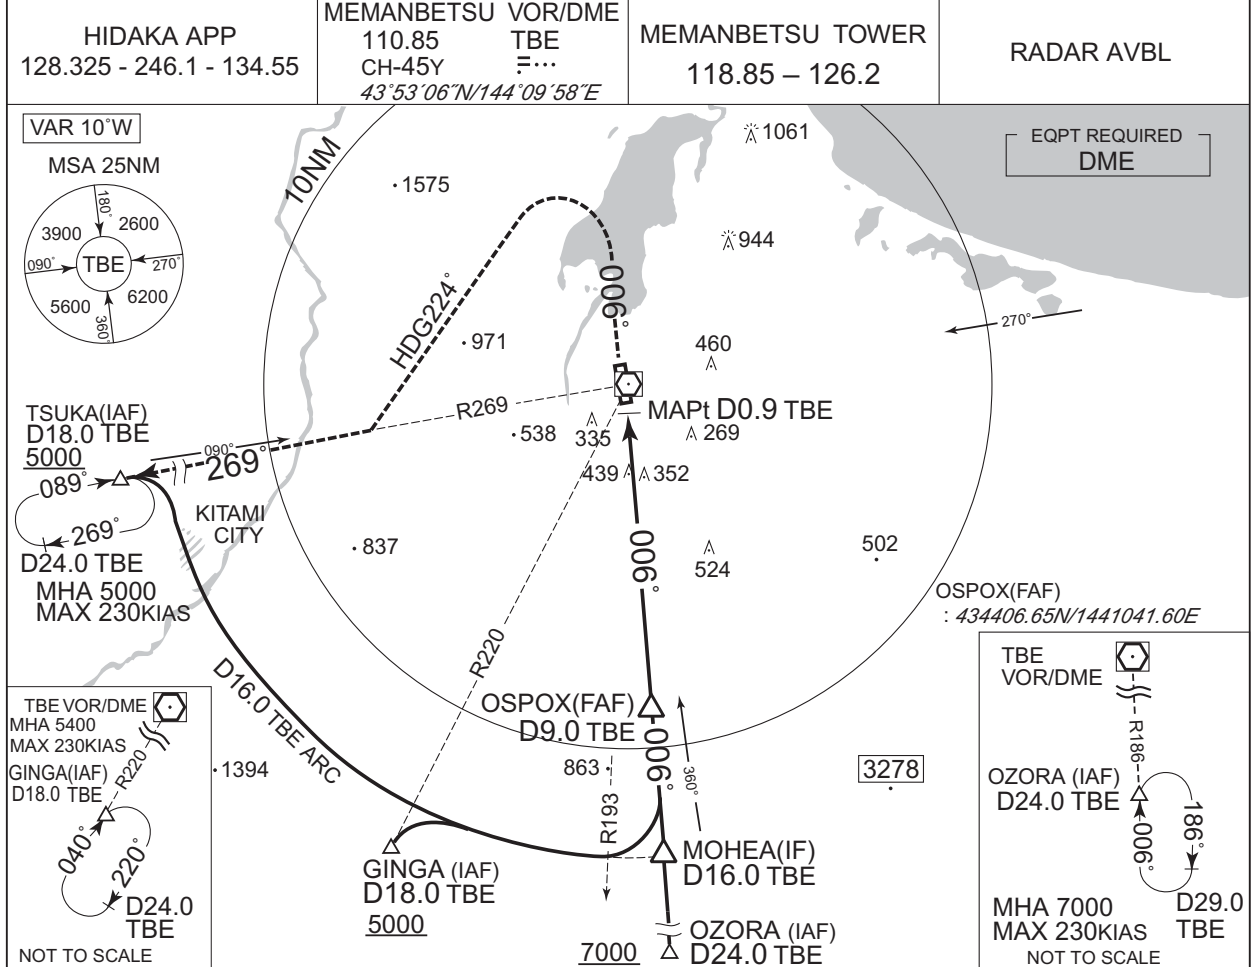 HIDAKA APP
128.325 - 246.1 - 134.55
MEMANBETSU VOR/DME
110.85 TBE
CH-45Y
43°53´06˝N/144°09´58˝E
MEMANBETSU TOWER
118.85 – 126.2
RADAR AVBL
VAR 10°W
MSA 25NM
180°
3900
2600
090°
TBE
270°
5600
6200
360°
10NM
1575
1061
EQPT REQUIRED
DME
944
HDG224°
006°
971
460
270°
R269
MAPt D0.9 TBE
TSUKA(IAF)
D18.0 TBE
5000
090°
269°
538
335
269
439
352
089°
269°
KITAMI
CITY
D24.0 TBE
MHA 5000
MAX 230KIAS
837
006°
524
502
OSPOX(FAF)
: 434406.65N/1441041.60E
R220
D16.0 TBE ARC
OSPOX(FAF)
D9.0 TBE
006°
360°
863
R193
1394
3278
MOHEA(IF)
D16.0 TBE
GINGA (IAF)
D18.0 TBE
5000
OZORA (IAF)
D24.0 TBE
7000
TBE VOR/DME
MHA 5400
MAX 230KIAS
R220
GINGA(IAF)
D18.0 TBE
040°
220°
D24.0
TBE
NOT TO SCALE
TBE
VOR/DME
R186
OZORA (IAF)
D24.0 TBE
006°
186°
MHA 7000
MAX 230KIAS
D29.0
TBE
NOT TO SCALE